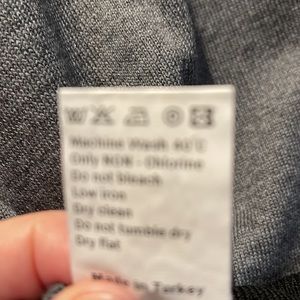 Machine Wash 40°C
Only NON - Chlorine
Do not bleach
Low iron
Dry clean
Do not tumble dry
Dry flat
Made in Turkey